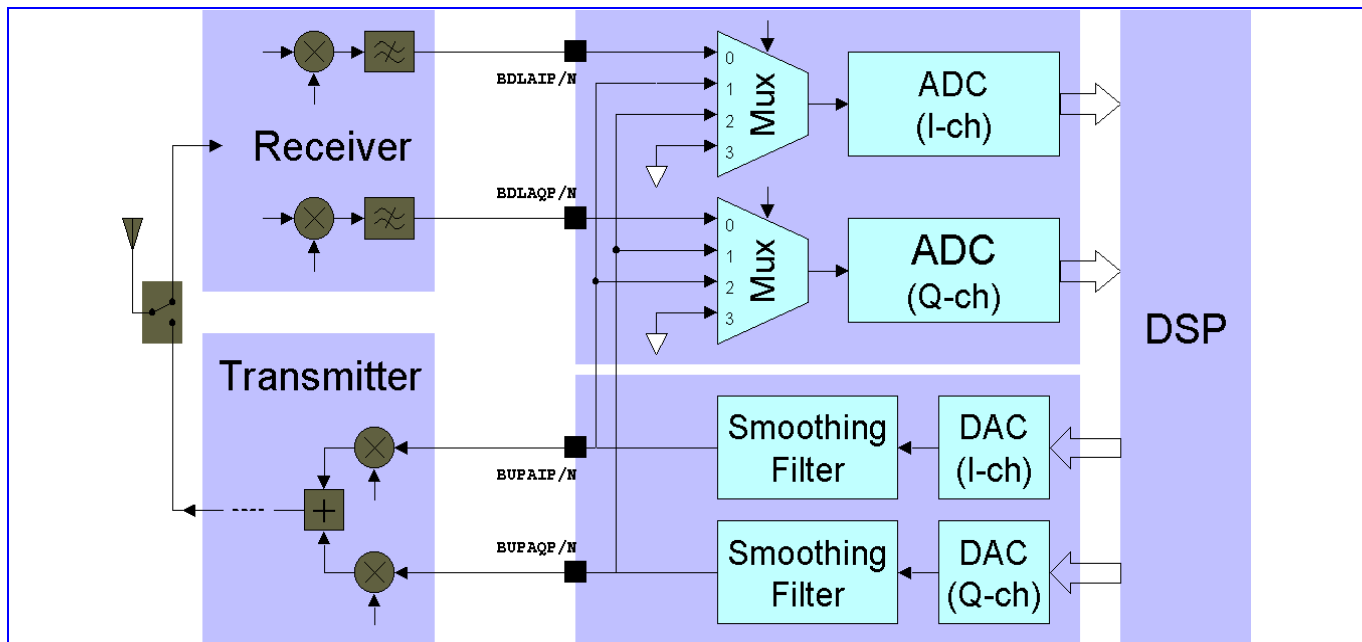 BDLAIP/N
0
1
2
3
Mux
ADC
(I-ch)
Receiver
BDLAQP/N
0
1
2
3
Mux
ADC
(Q-ch)
DSP
Transmitter
BUPAIP/N
Smoothing
Filter
DAC
(I-ch)
+
BUPAQP/N
Smoothing
Filter
DAC
(Q-ch)